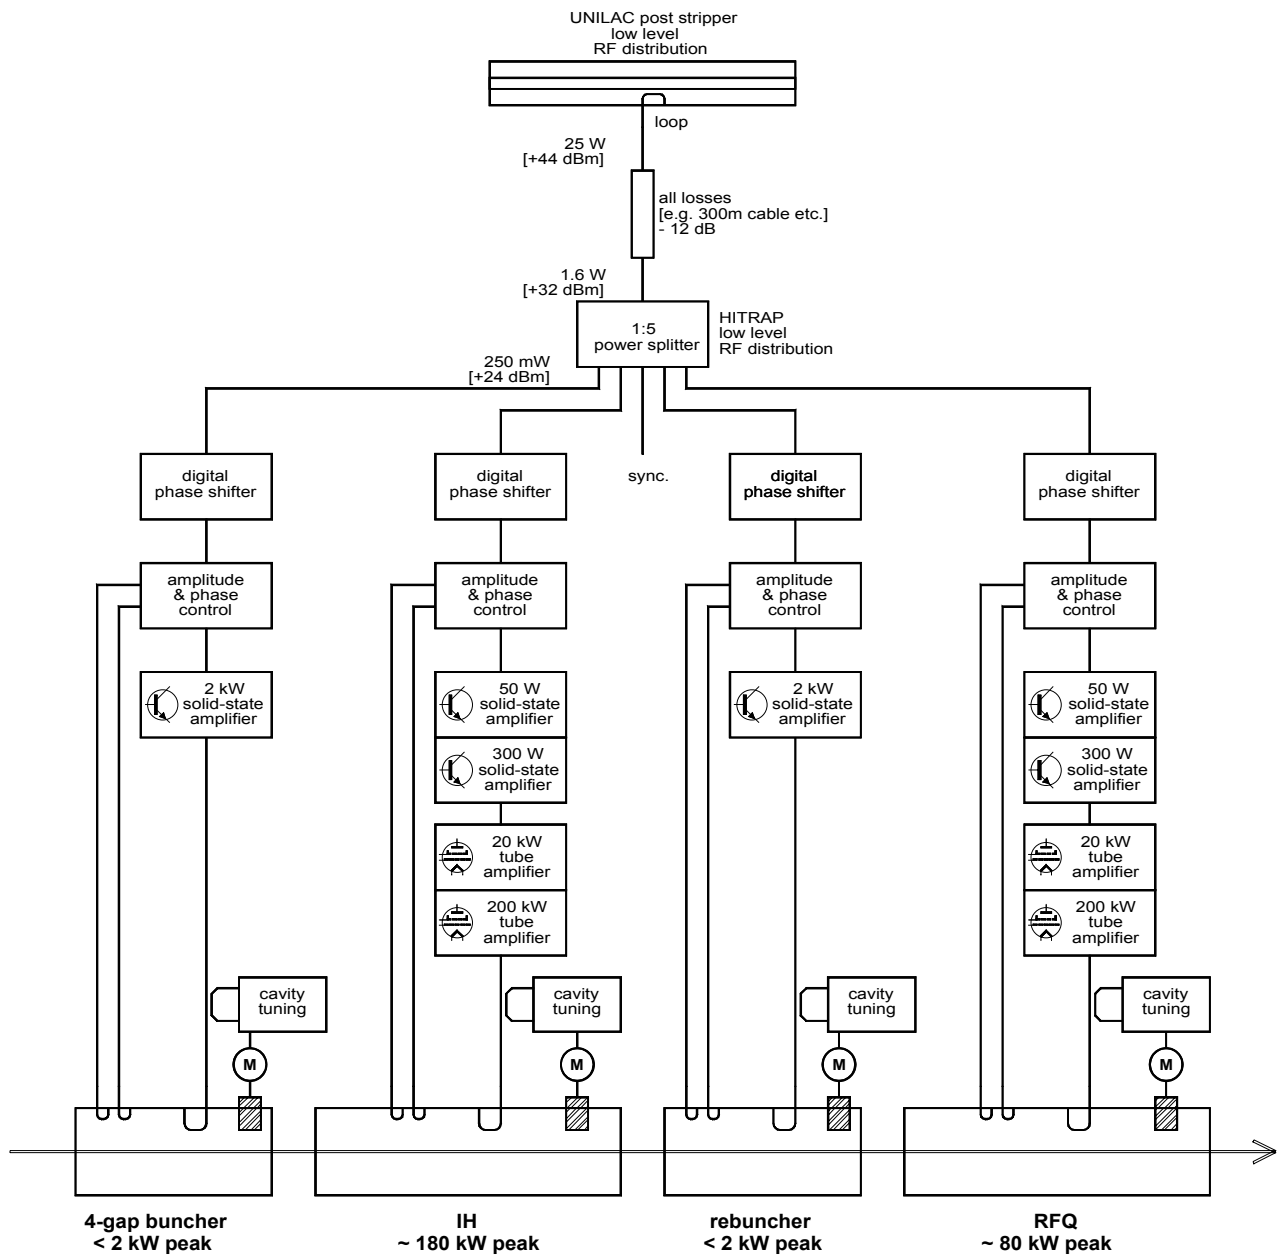 UNILAC post stripper
low level
RF distribution
loop
25 W
[+44 dBm]
all losses
[e.g. 300m cable etc.]
- 12 dB
1.6 W
[+32 dBm]
1:5
power splitter
HITRAP
low level
RF distribution
250 mW
[+24 dBm]
digital
phase shifter
digital
phase shifter
sync.
digital
phase shifter
digital
phase shifter
amplitude
& phase
control
amplitude
& phase
control
amplitude
& phase
control
amplitude
& phase
control
2 kW
solid-state
amplifier
50 W
solid-state
amplifier
2 kW
solid-state
amplifier
50 W
solid-state
amplifier
300 W
solid-state
amplifier
300 W
solid-state
amplifier
20 kW
tube
amplifier
20 kW
tube
amplifier
200 kW
tube
amplifier
200 kW
tube
amplifier
cavity
tuning
cavity
tuning
cavity
tuning
cavity
tuning
M
M
M
M
4-gap buncher
< 2 kW peak
IH
~ 180 kW peak
rebuncher
< 2 kW peak
RFQ
~ 80 kW peak